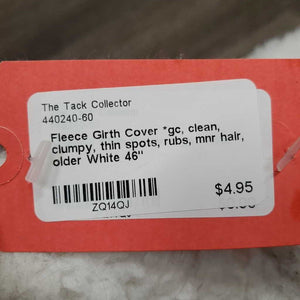 The Tack Collector
440240-60
Fleece Girth Cover *gc, clean,
clumpy, thin spots, rubs, mnr hair,
older White 46"
$4.95
ZQ14QJ